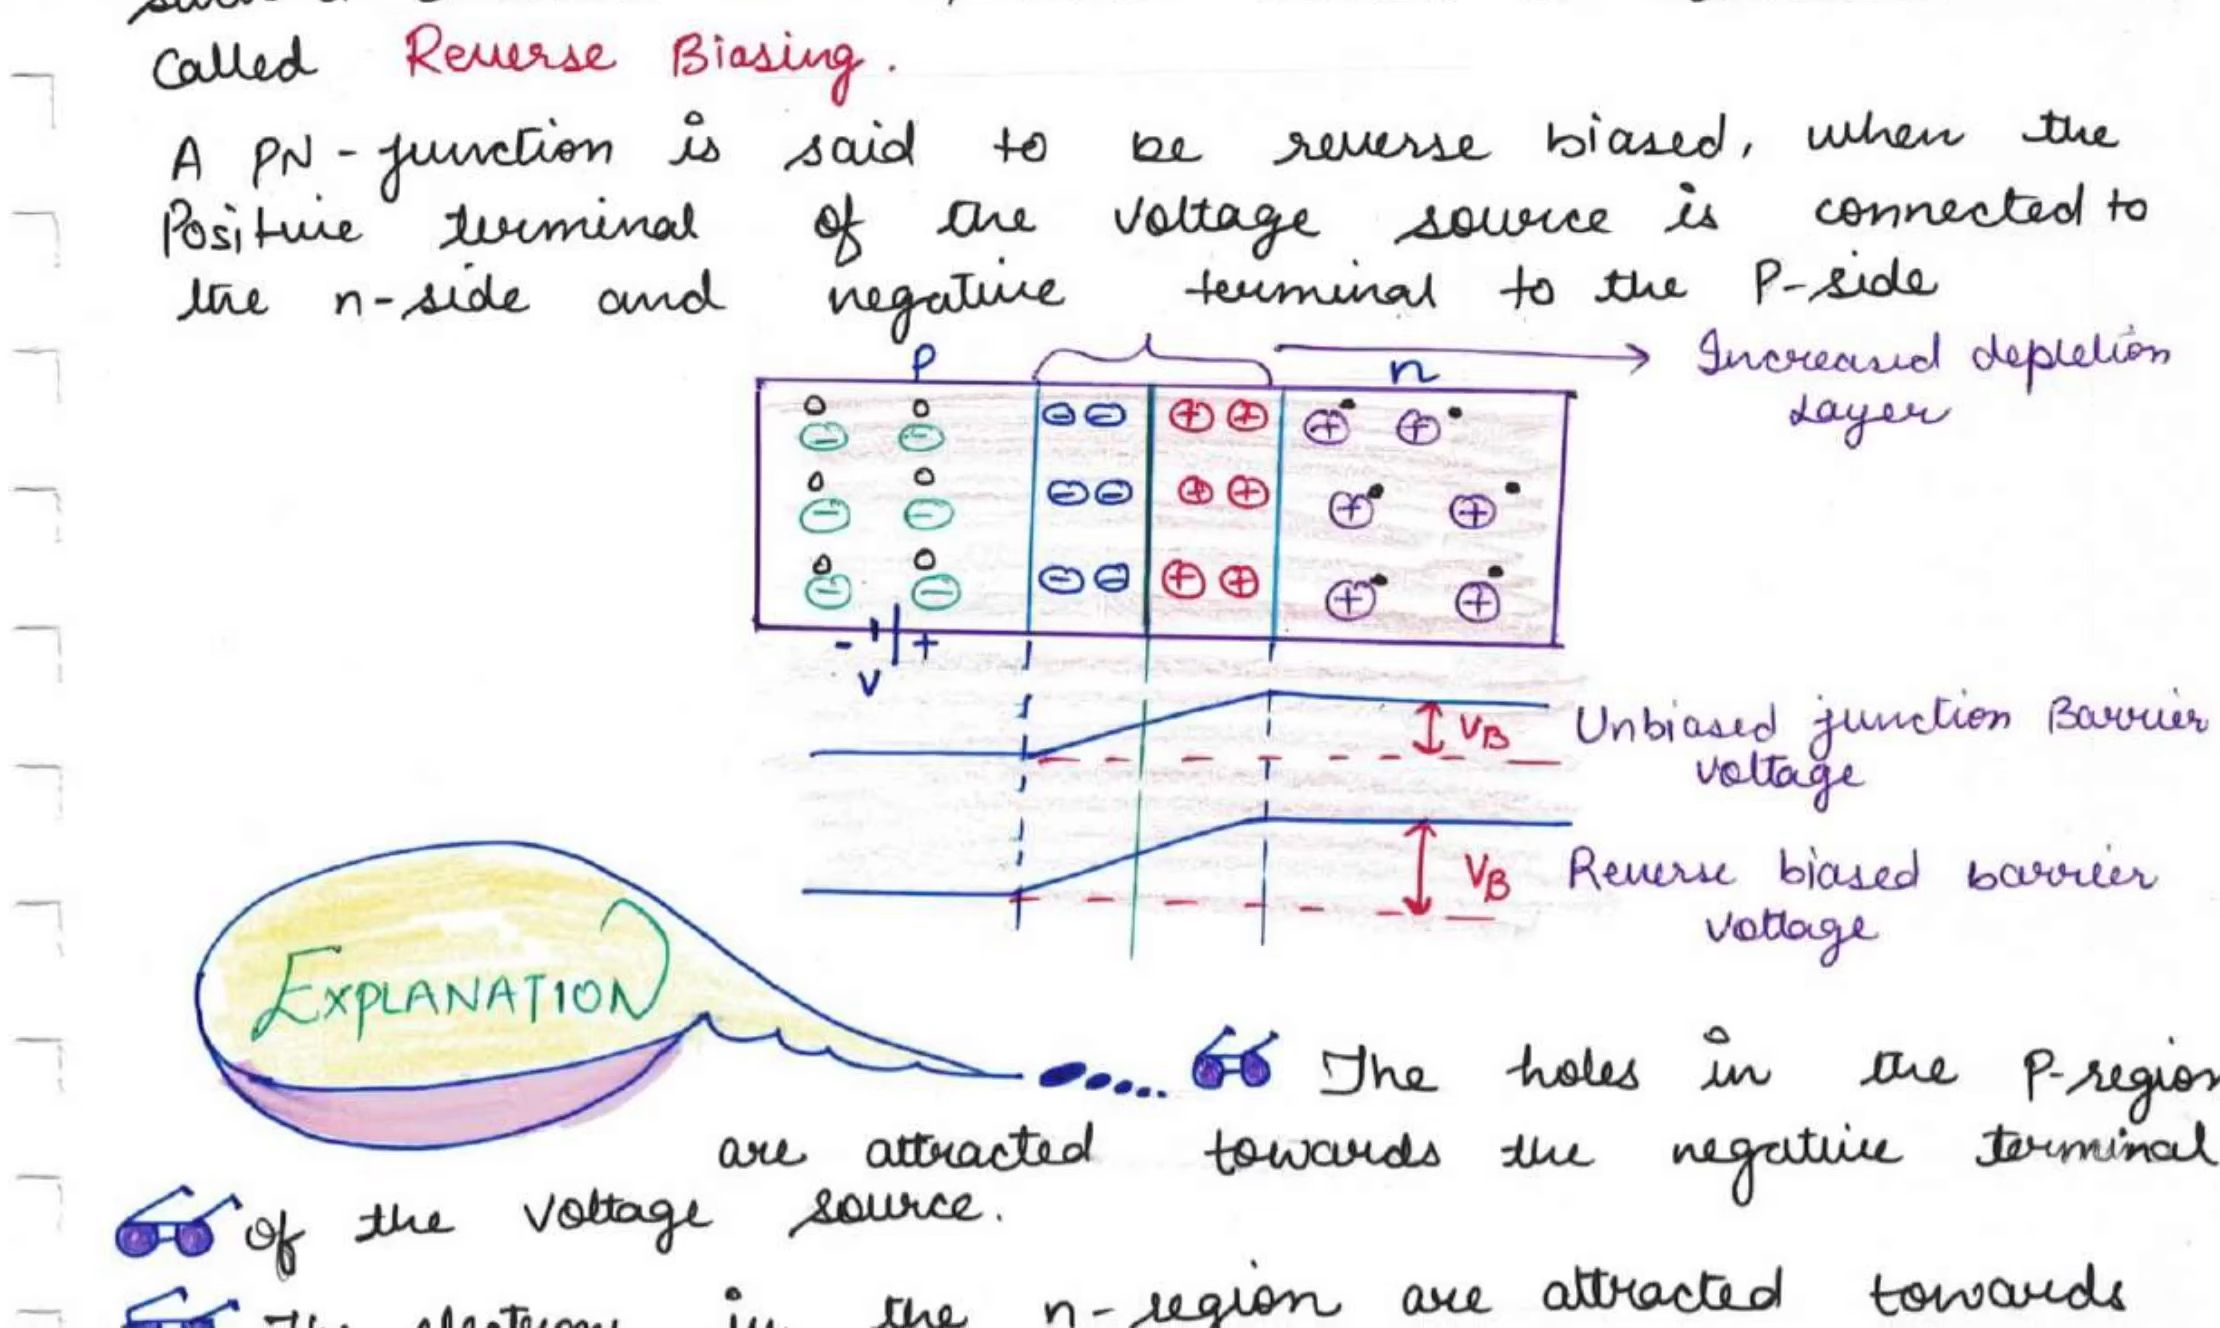 Called Reverse Biasing.
A PN-junction is said to be reverse biased, when the
Positive terminal of the voltage source is connected to
the n-side and negative terminal to the P-side
P
n
Increased depletion
Layer
- +
V
VB
Unbiased junction Barrier
voltage
VB
Reverse biased barrier
voltage
EXPLANATION
The holes in the P-region
are attracted towards the negative terminal
of the voltage source.
in the n-region are attracted towards